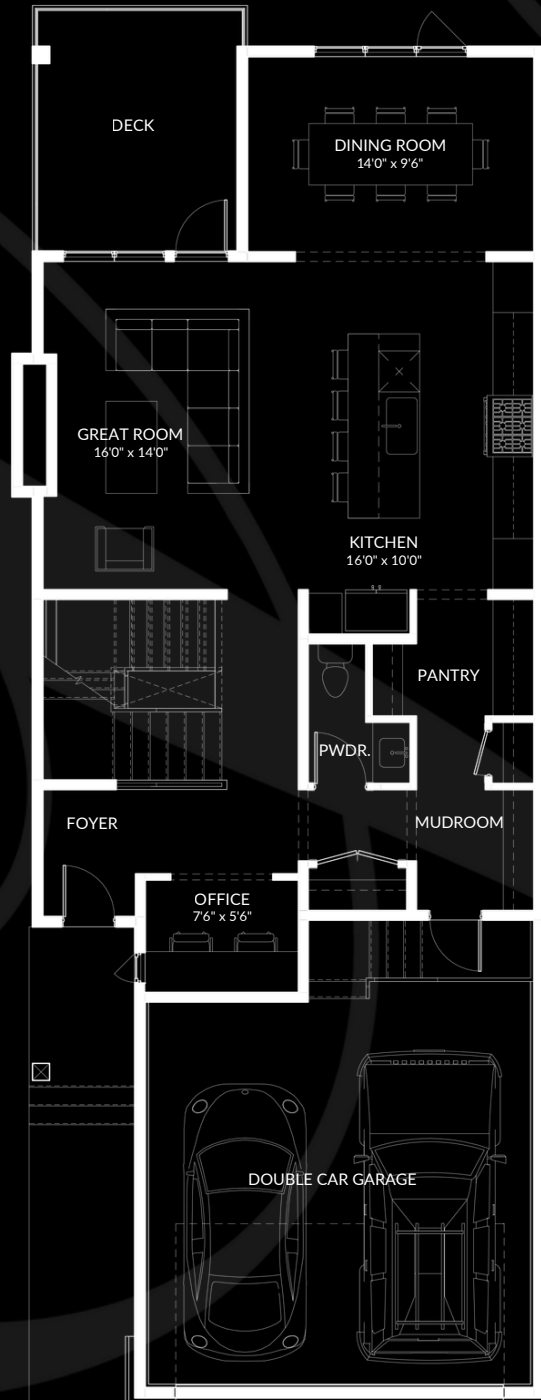 DECK
DINING ROOM
14'0" x 9'6"
GREAT ROOM
16'0" x 14'0"
KITCHEN
16'0" x 10'0"
PANTRY
PWDR.
FOYER
MUDROOM
OFFICE
7'6" x 5'6"
DOUBLE CAR GARAGE